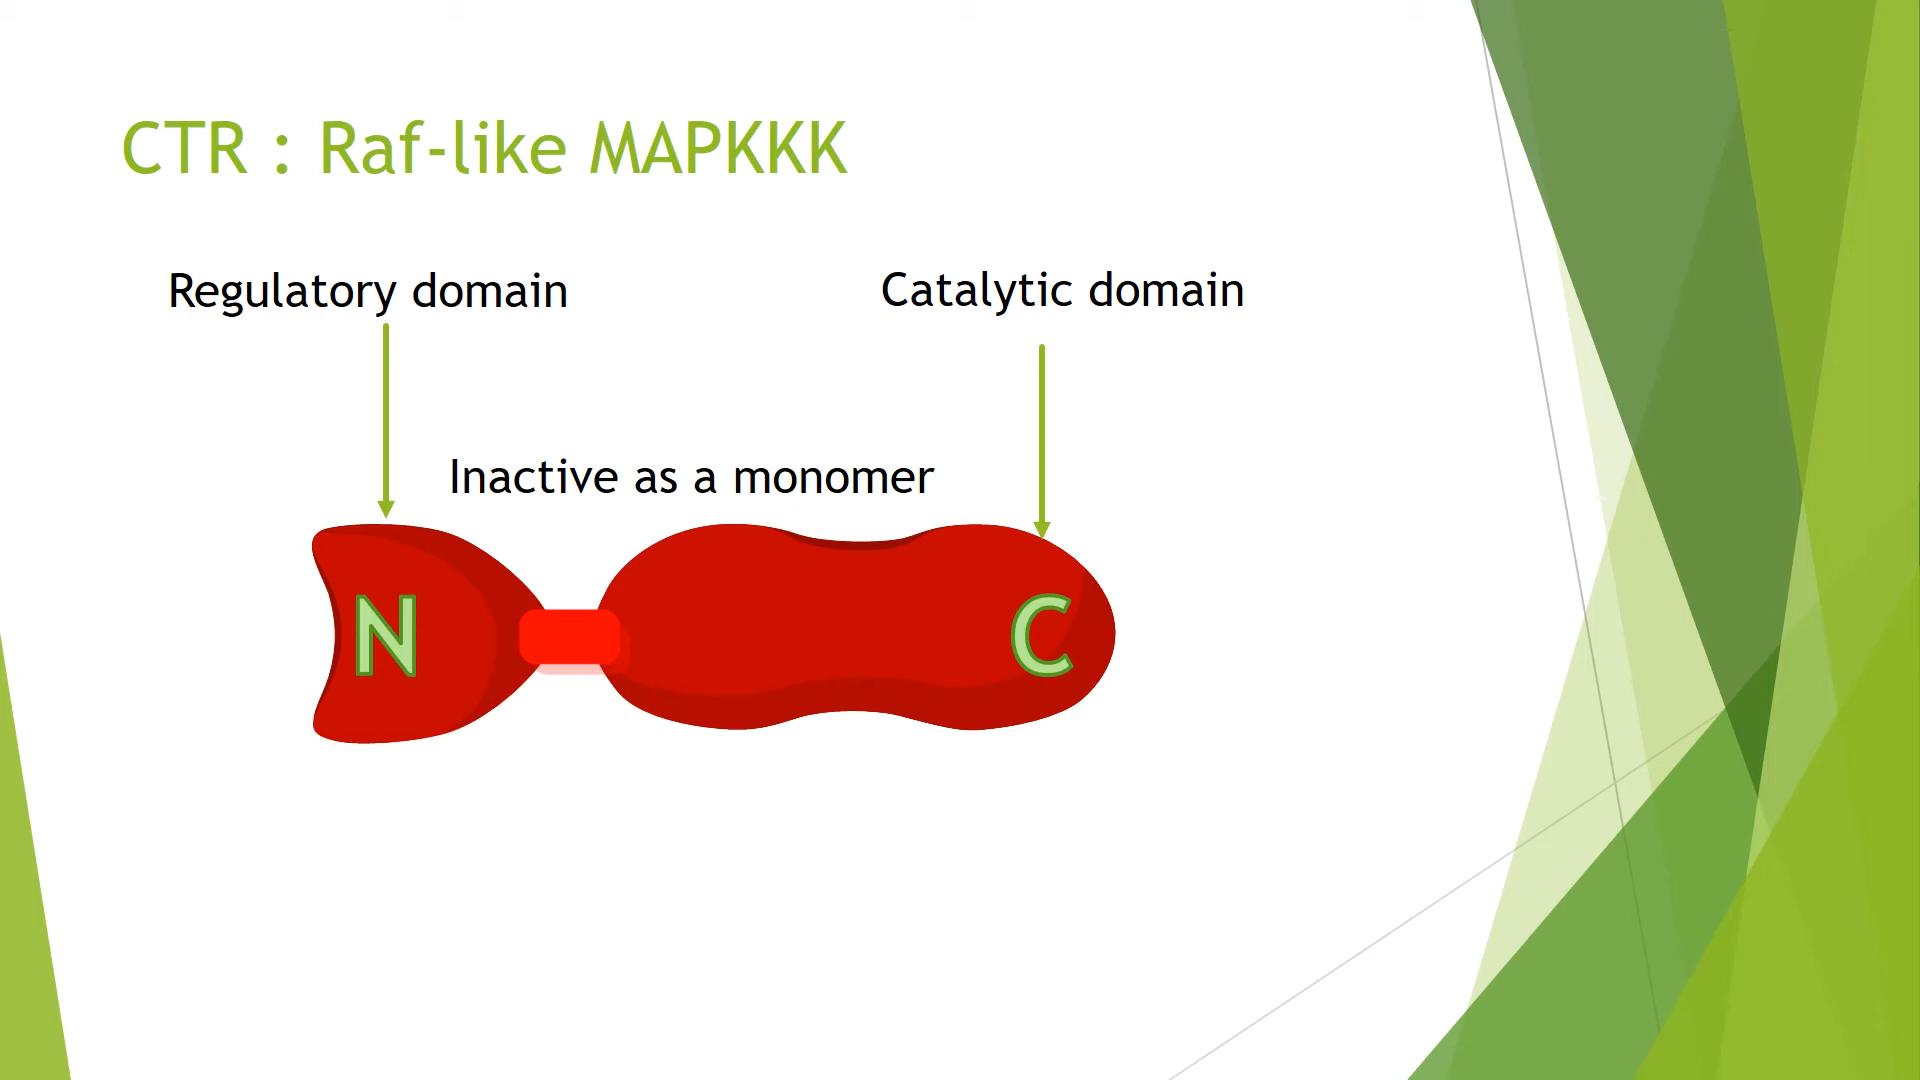 CTR : Raf-like MAPKKK
Regulatory domain
Catalytic domain
Inactive as a monomer
N
C